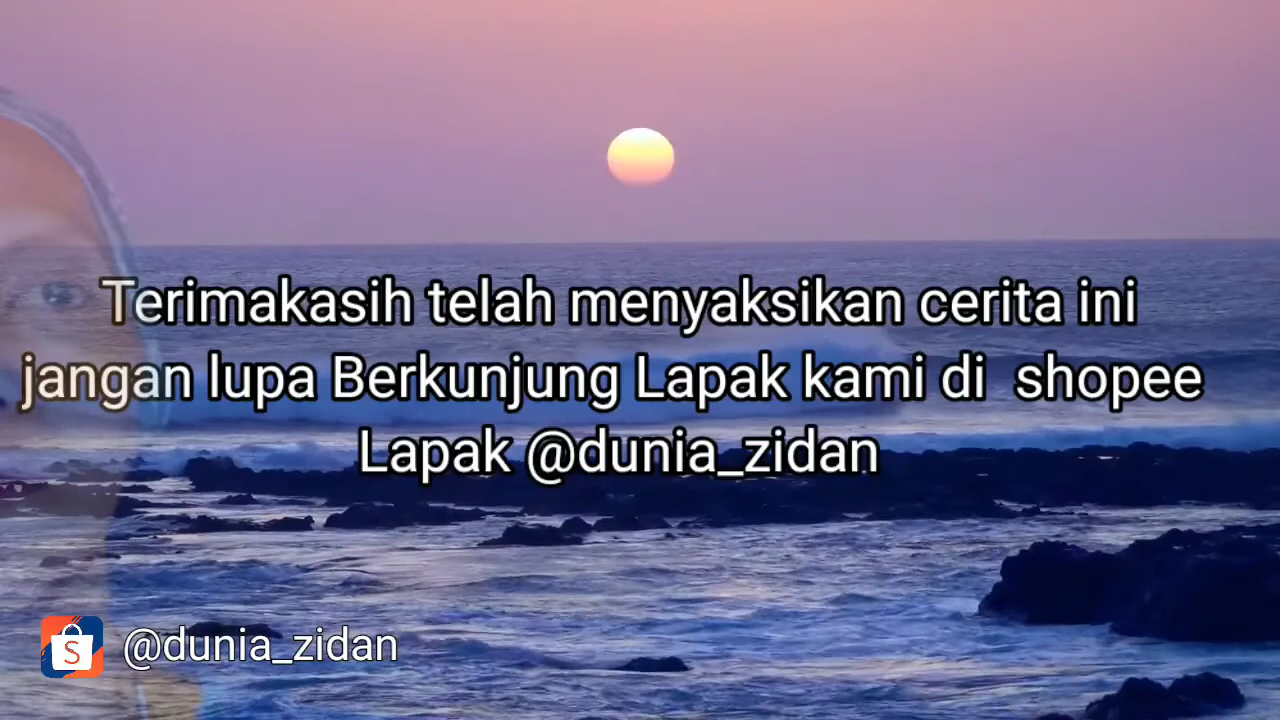 Terimakasih telah menyaksikan cerita ini
jangan lupa Berkunjung Lapak kami di shopee
Lapak @dunia_zidan
S
@dunia_zidan